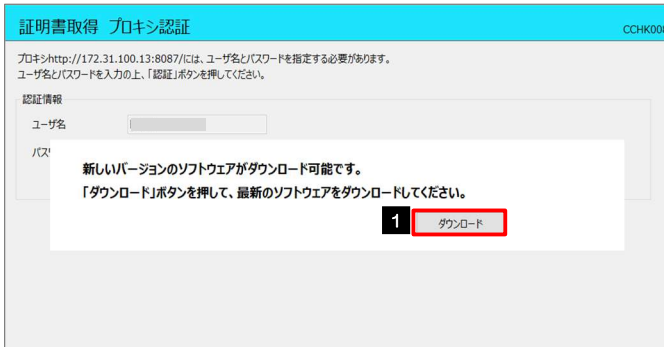 証明書取得 プロキシ認証
CCHK008
プロキシhttp://172.31.100.13:8087/には、ユーザ名とパスワードを指定する必要があります。
ユーザ名とパスワードを入力の上、「認証」ボタンを押してください。
認証情報
ユーザ名
パス
新しいバージョンのソフトウェアがダウンロード可能です。
「ダウンロード」ボタンを押して、最新のソフトウェアをダウンロードしてください。
1 ダウンロード